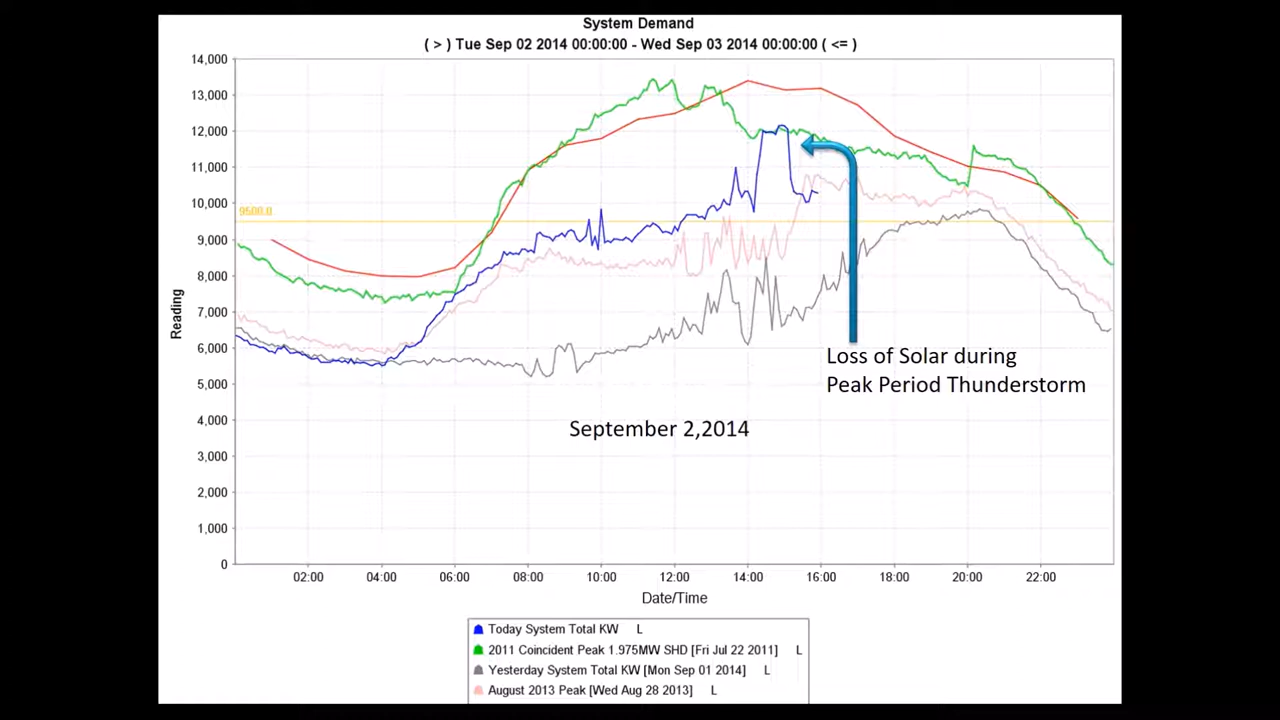 System Demand
( > ) Tue Sep 02 2014 00:00:00 - Wed Sep 03 2014 00:00:00 ( <= )
14,000
13,000
12,000
11,000
10,000
9500.0
9,000
8,000
7,000
6,000
5,000
4,000
3,000
2,000
1,000
0
Reading
Loss of Solar during
Peak Period Thunderstorm
September 2,2014
02:00 04:00 06:00 08:00 10:00 12:00 14:00 16:00 18:00 20:00 22:00
Date/Time
Today System Total KW L
2011 Coincident Peak 1.975MW SHD [Fri Jul 22 2011] L
Yesterday System Total KW [Mon Sep 01 2014] L
August 2013 Peak [Wed Aug 28 2013] L